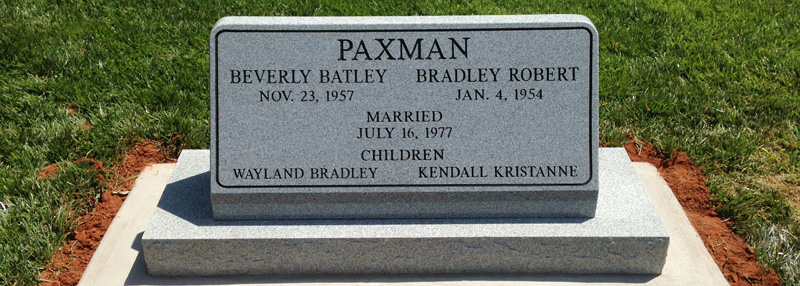 PAXMAN
BEVERLY BATLEY BRADLEY ROBERT
NOV. 23, 1957 JAN. 4, 1954
MARRIED
JULY 16, 1977
CHILDREN
WAYLAND BRADLEY KENDALL KRISTANNE